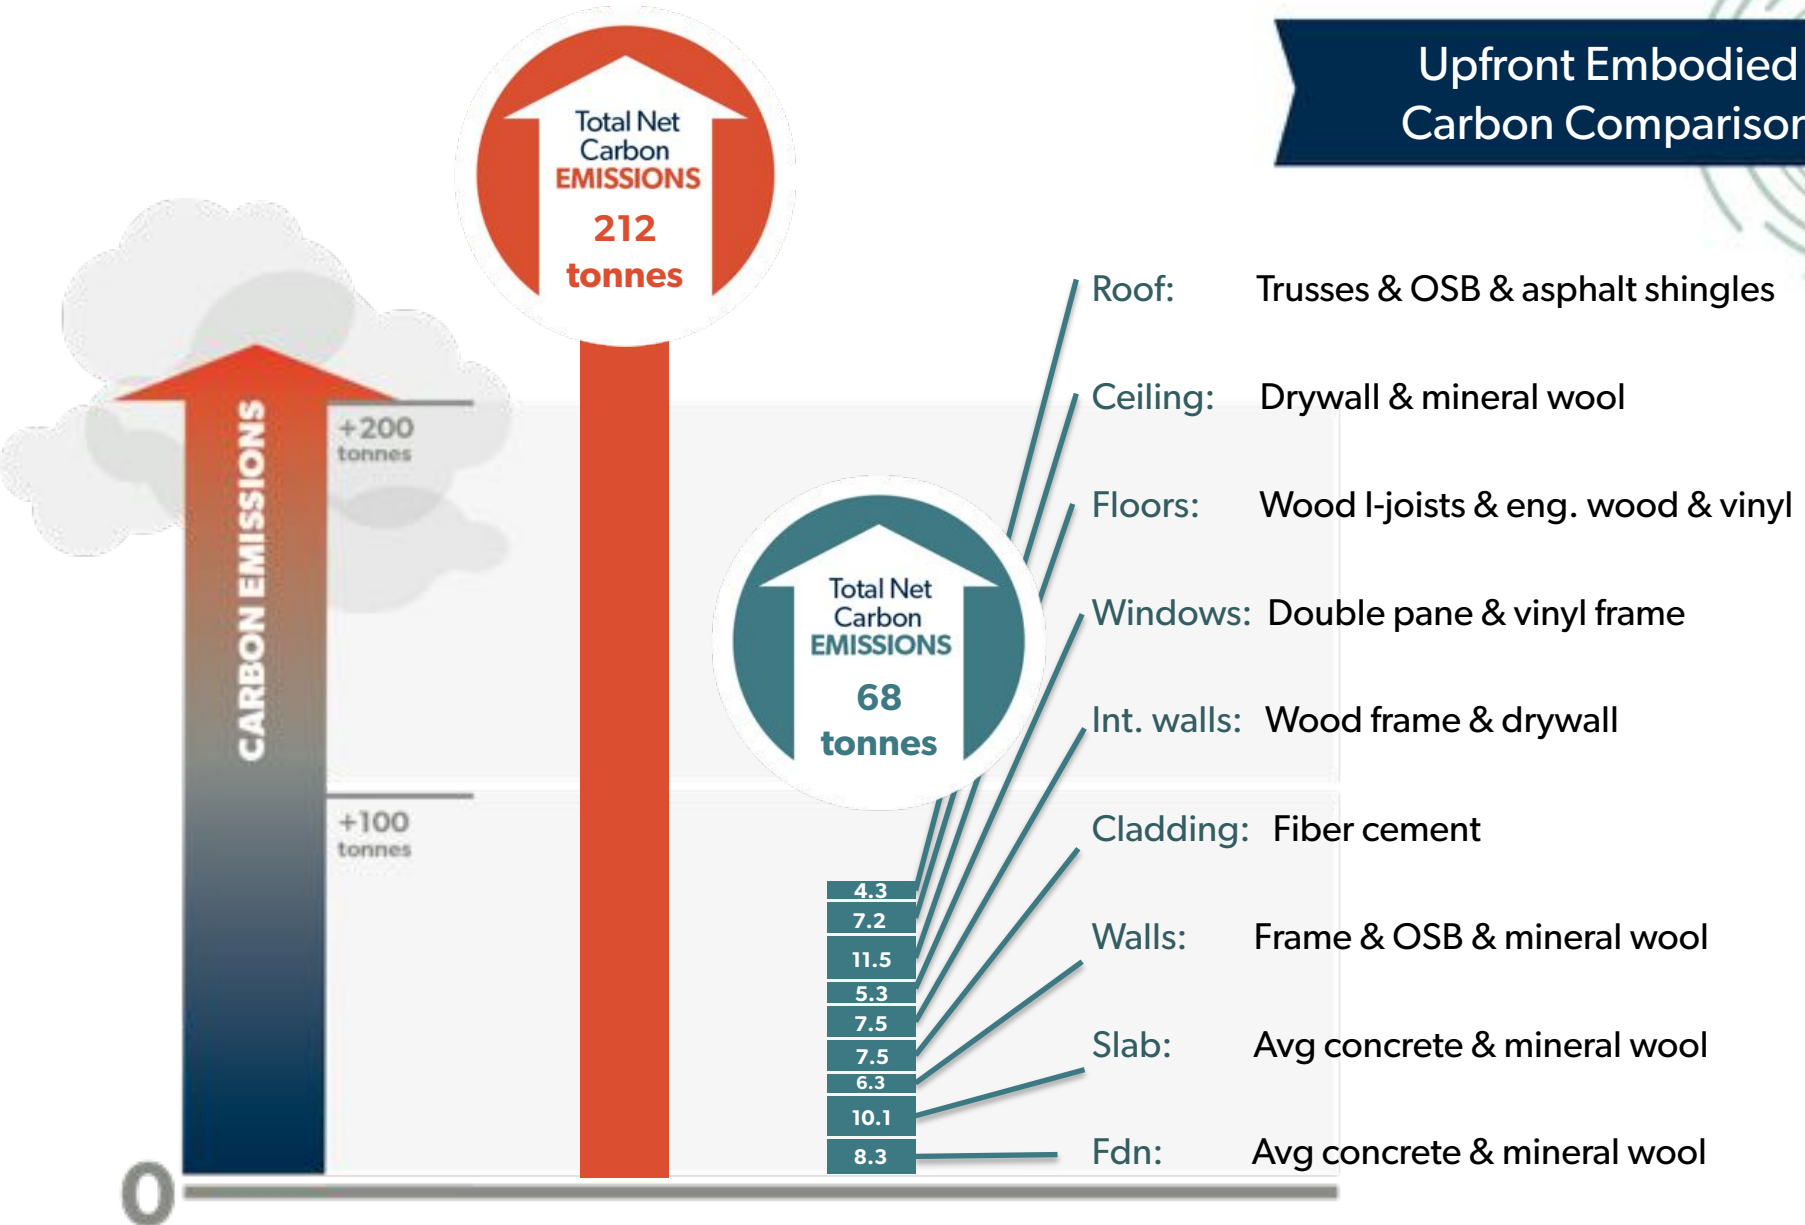 Upfront Embodied
Carbon Comparison
Total Net
Carbon
EMISSIONS
212
tonnes
CARBON EMISSIONS
+200
tonnes
+100
tonnes
0
Total Net
Carbon
EMISSIONS
68
tonnes
4.3
7.2
11.5
5.3
7.5
7.5
6.3
10.1
8.3
Roof: Trusses & OSB & asphalt shingles
Ceiling: Drywall & mineral wool
Floors: Wood I-joists & eng. wood & vinyl
Windows: Double pane & vinyl frame
Int. walls: Wood frame & drywall
Cladding: Fiber cement
Walls: Frame & OSB & mineral wool
Slab: Avg concrete & mineral wool
Fdn: Avg concrete & mineral wool